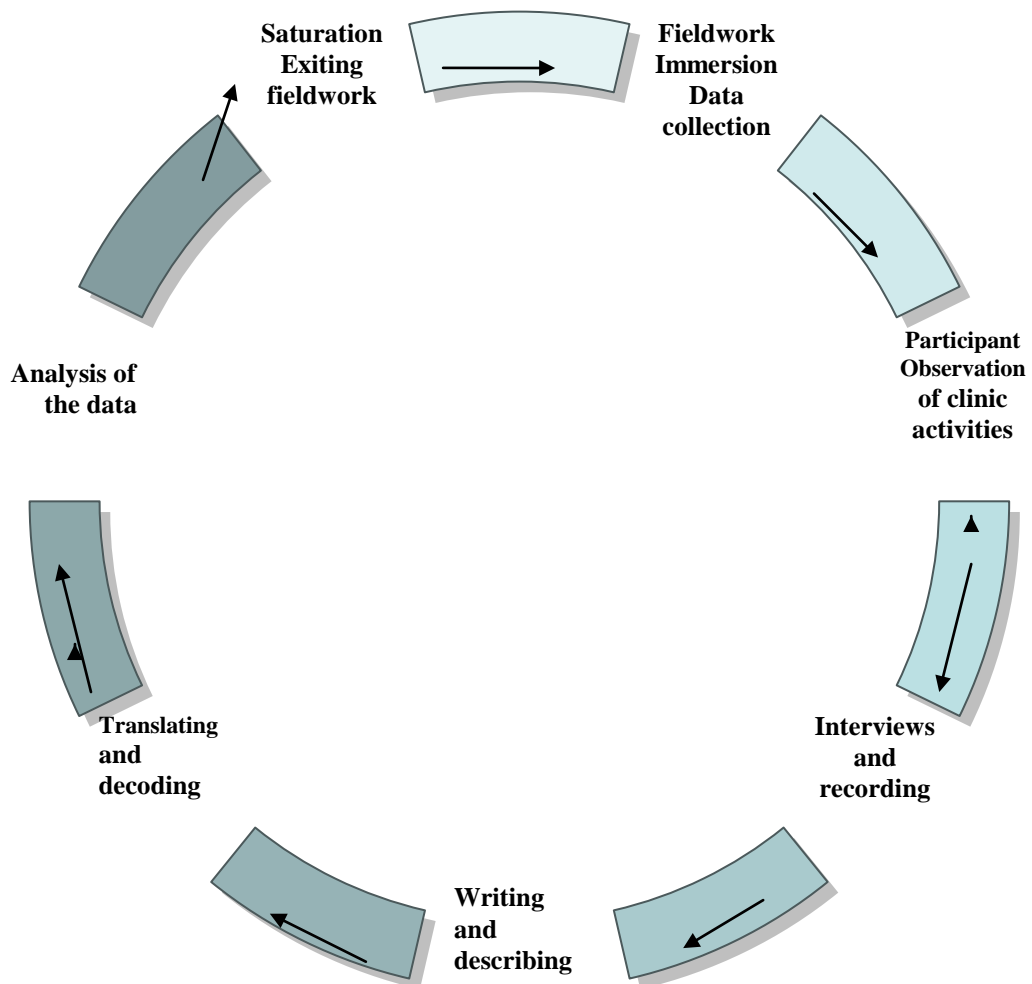 Saturation
Exiting
fieldwork
Fieldwork
Immersion
Data
collection
Participant
Observation
of clinic
activities
Interviews
and
recording
Writing
and
describing
Translating
and
decoding
Analysis of
the data